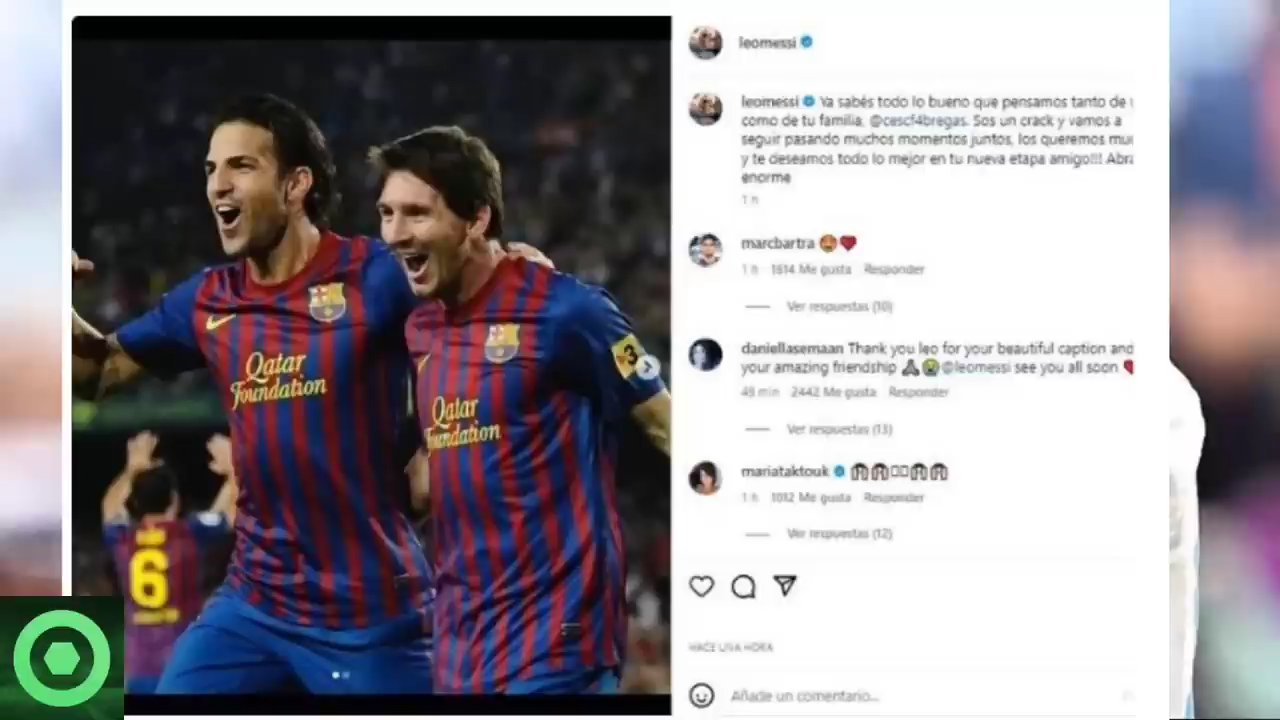 leomessi
leomessi Ya sabés todo lo bueno que pensamos tanto de
como de tu familia, @cescf4bregas. Sos un crack y vamos a
seguir pasando muchos momentos juntos, los queremos mu
y te deseamos todo lo mejor en tu nueva etapa amigo!!! Abra
enorme
1 h
marcbartra 😍❤️
1 h 1614 Me gusta Responder
Ver respuestas (10)
daniellasemaan Thank you leo for your beautiful caption and
your amazing friendship 🙏😭@leomessi see you all soon ❤️
49 min 2442 Me gusta Responder
Ver respuestas (13)
mariataktouk
1 h 1012 Me gusta Responder
Ver respuestas (12)
HACE UNA HORA
Añade un comentario...
Qatar
Foundation
Qatar
Foundation
3
6